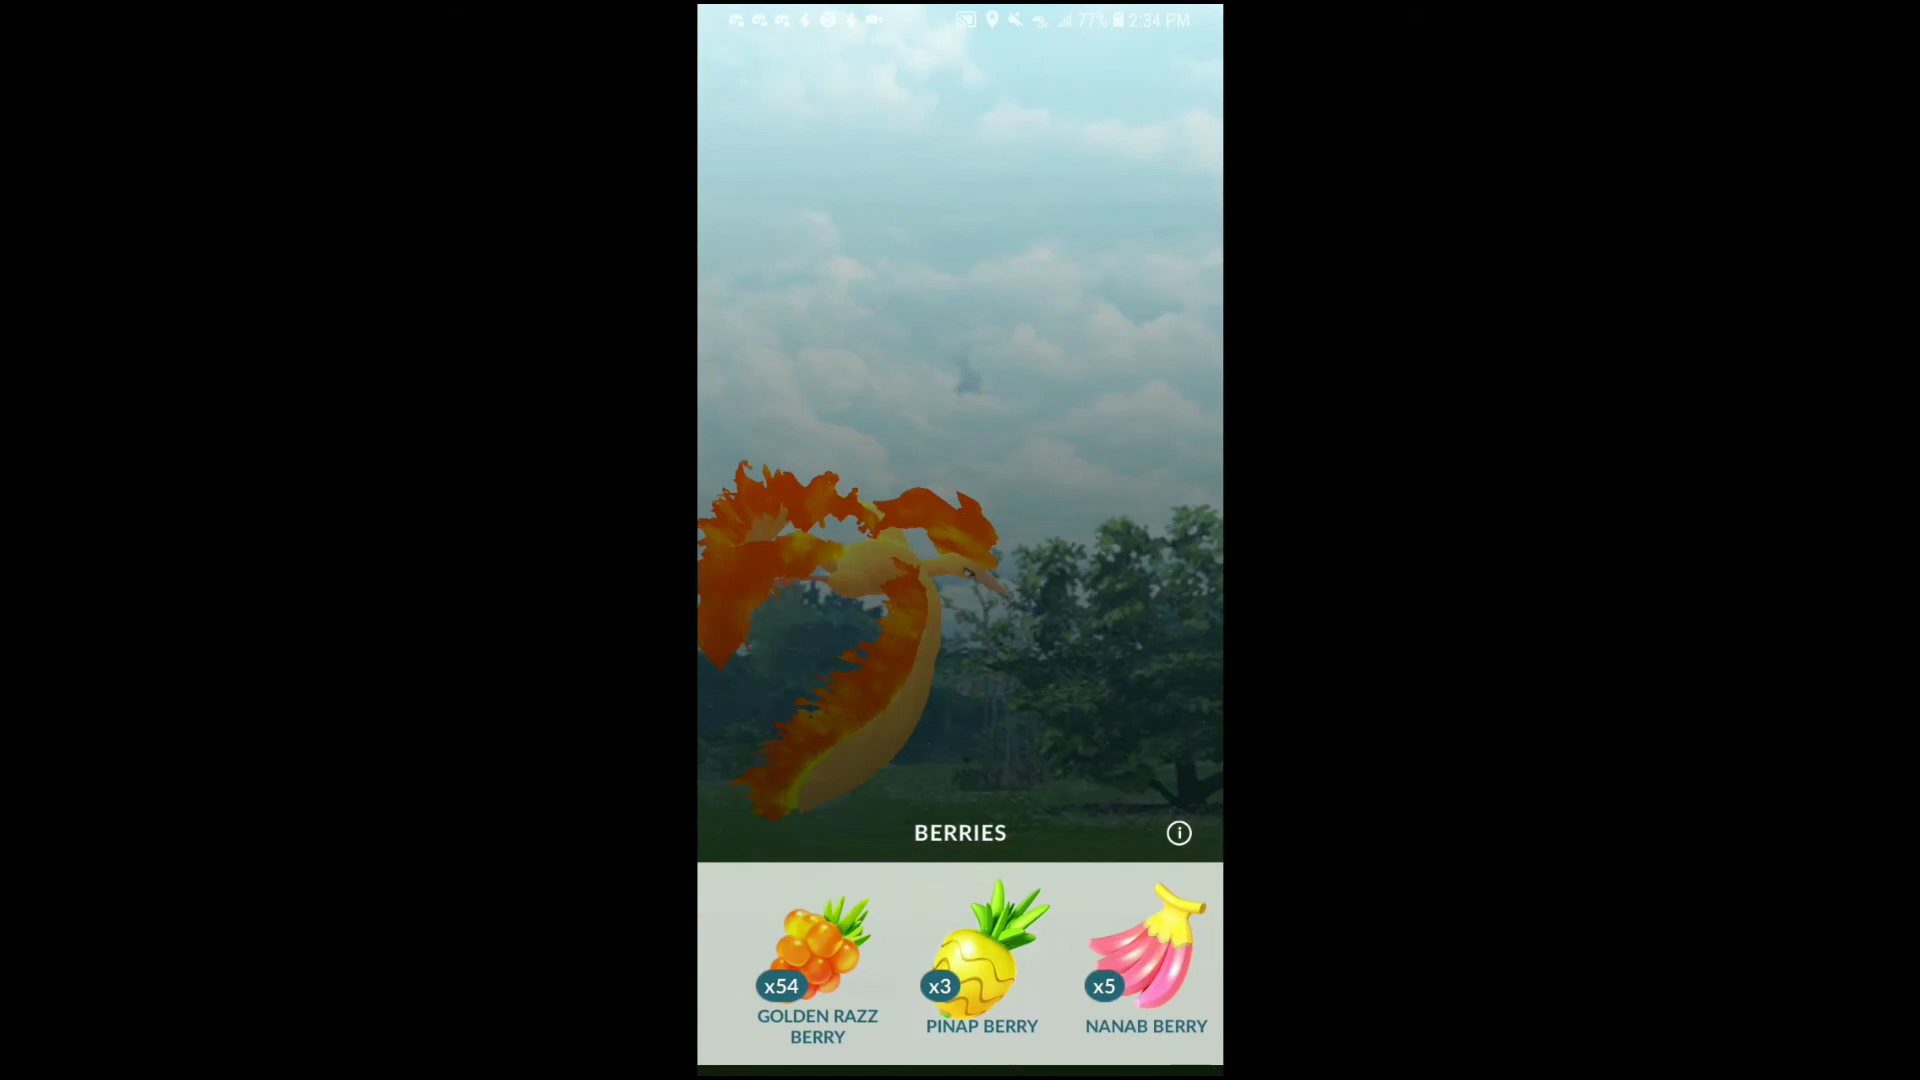 77% 2:34 PM
BERRIES
x54
x3
x5
GOLDEN RAZZ
BERRY
PINAP BERRY
NANAB BERRY